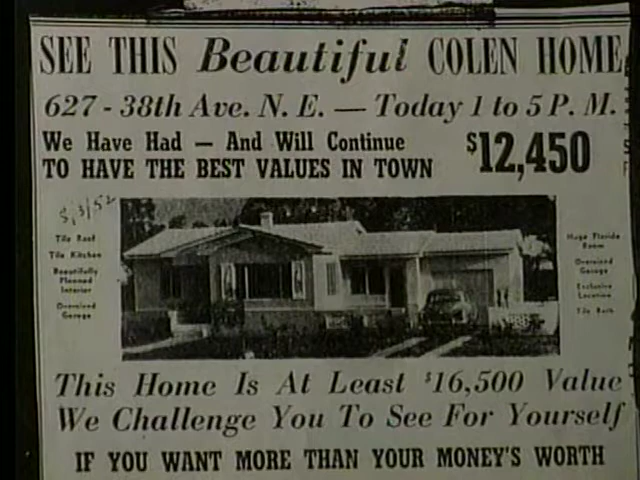 SEE THIS Beautiful COLEN HOME
627 - 38th Ave. N. E. — Today 1 to 5 P. M.
We Have Had — And Will Continue
TO HAVE THE BEST VALUES IN TOWN
$12,450
5/3/52
Tile Roof
Tile Kitchen
Beautifully
Planned
Interior
Oversized
Garage
Huge Florida
Room
Oversized
Garage
Exclusive
Location
Tile Bath
This Home Is At Least $16,500 Value
We Challenge You To See For Yourself
IF YOU WANT MORE THAN YOUR MONEY'S WORTH